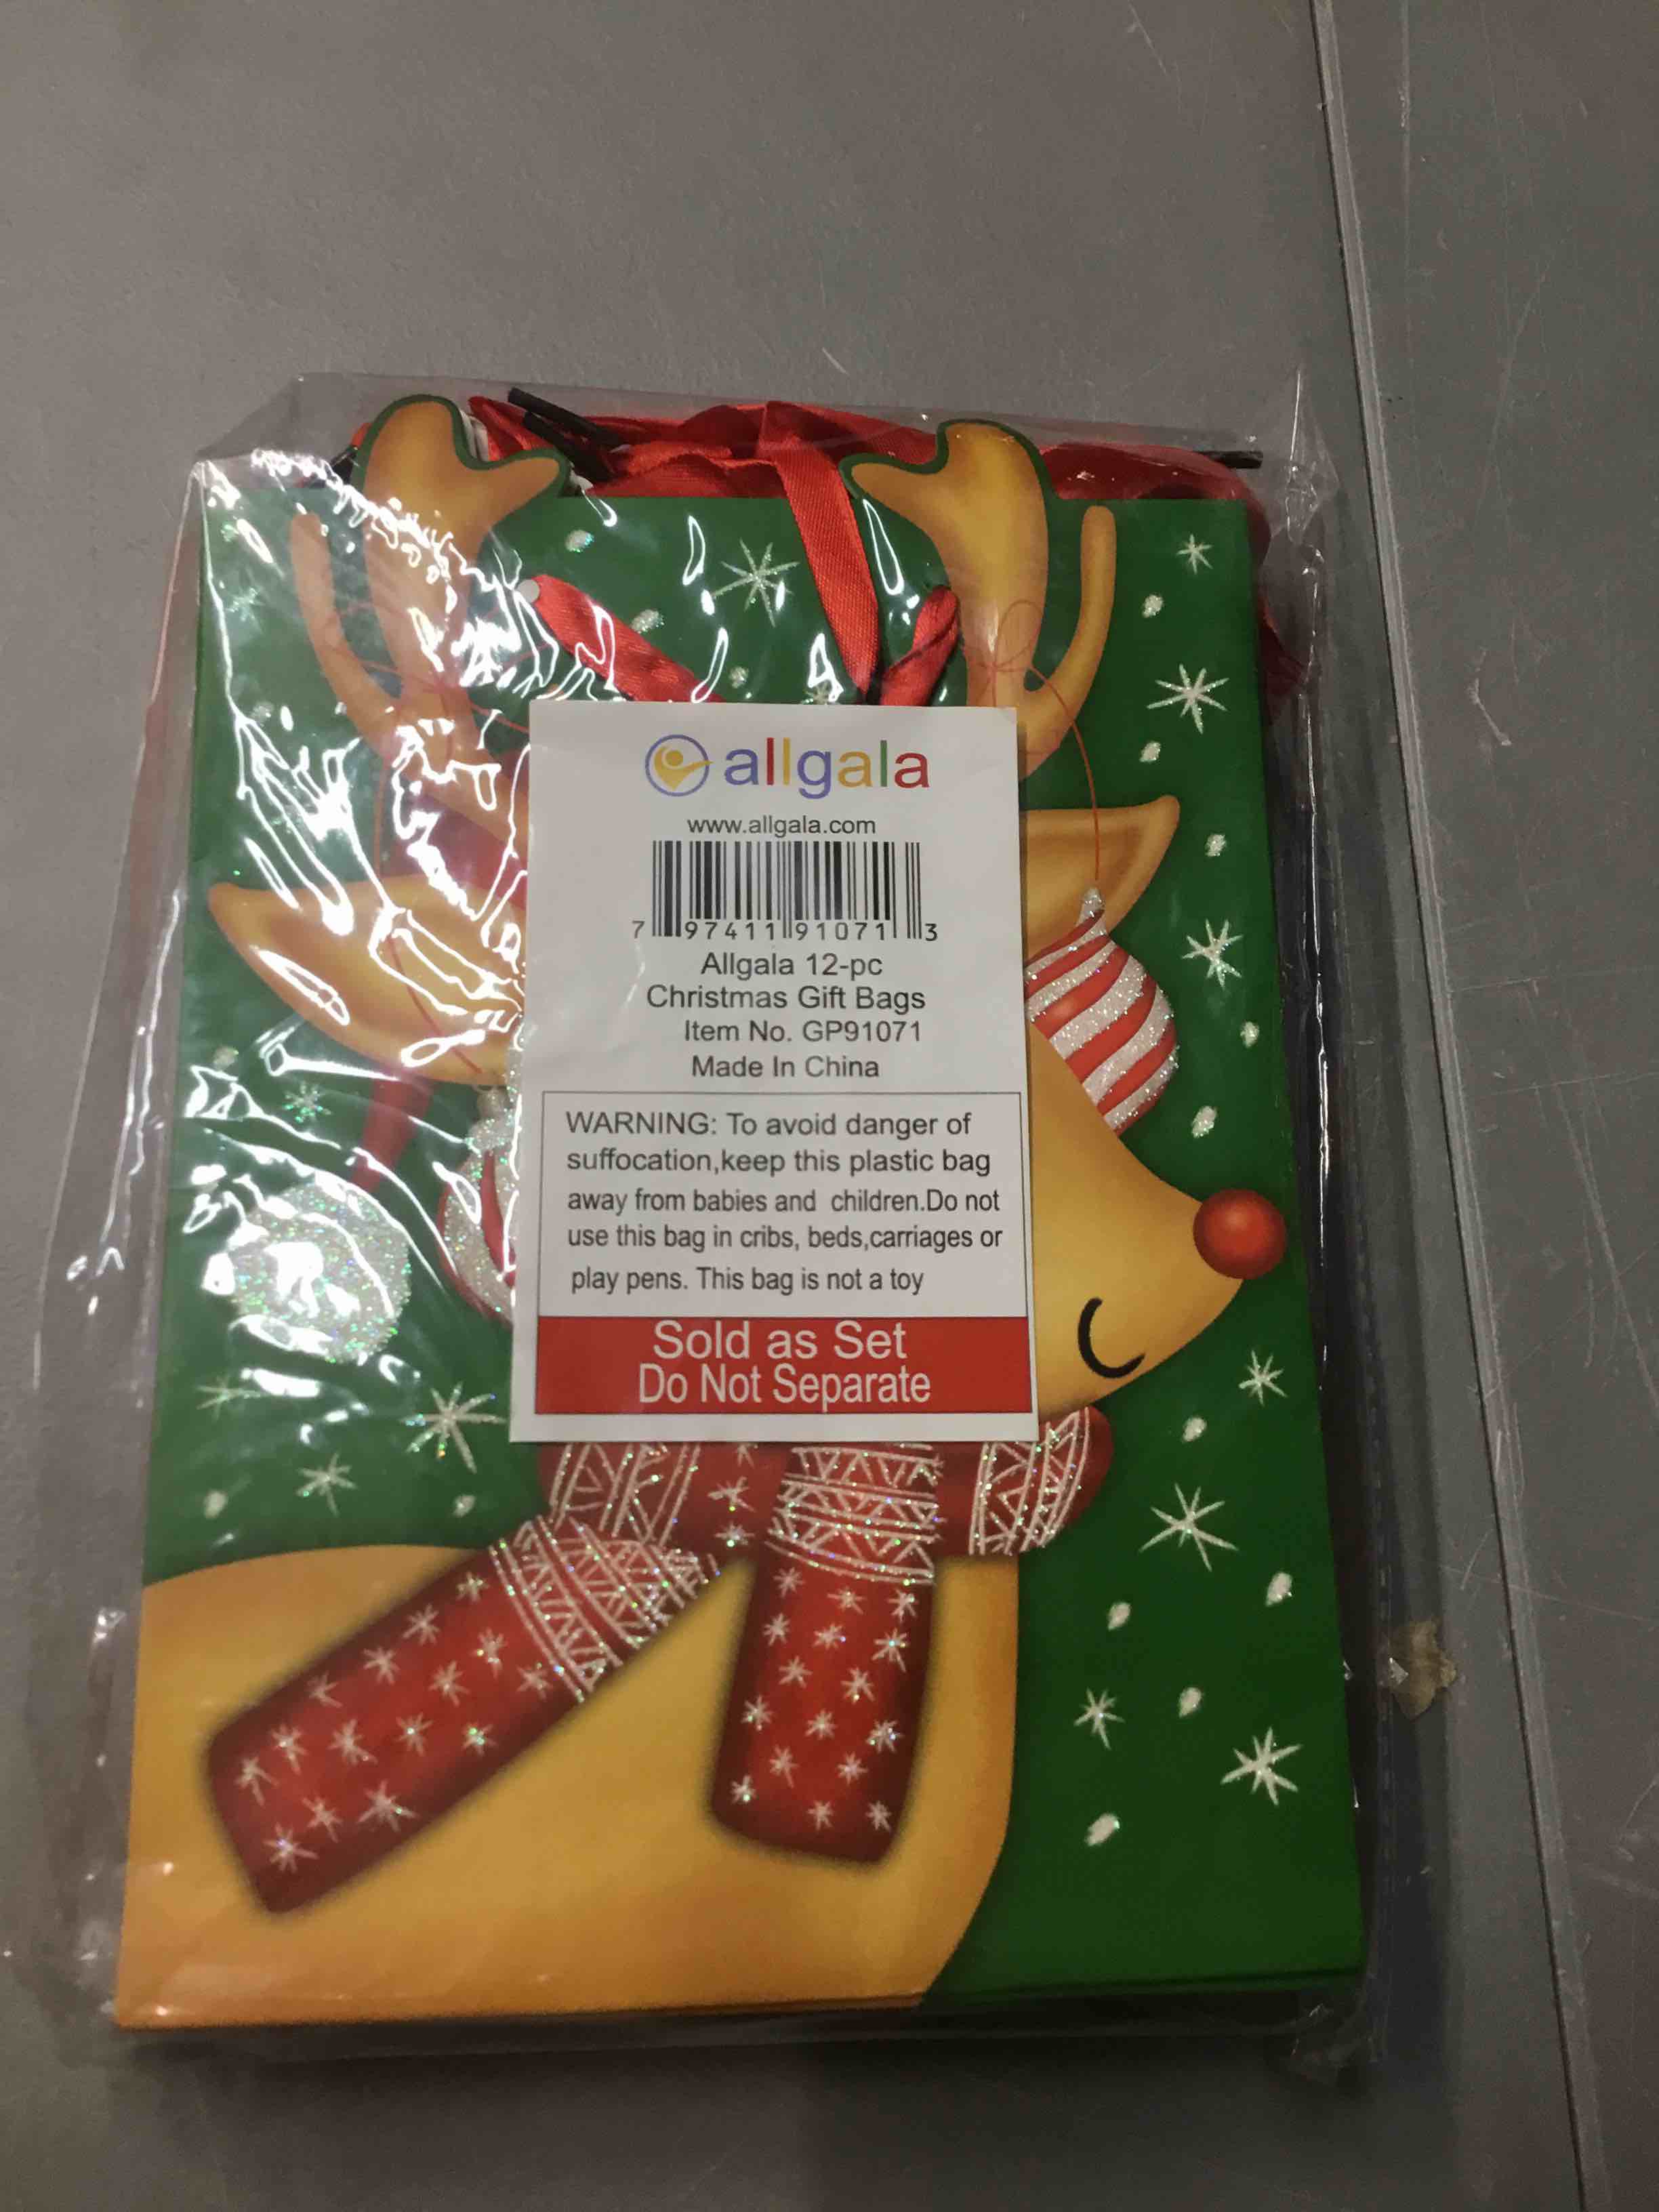 allgala
www.allgala.com
7 97411 91071 3
Allgala 12-pc
Christmas Gift Bags
Item No. GP91071
Made In China
WARNING: To avoid danger of
suffocation,keep this plastic bag
away from babies and children.Do not
use this bag in cribs, beds,carriages or
play pens. This bag is not a toy
Sold as Set
Do Not Separate